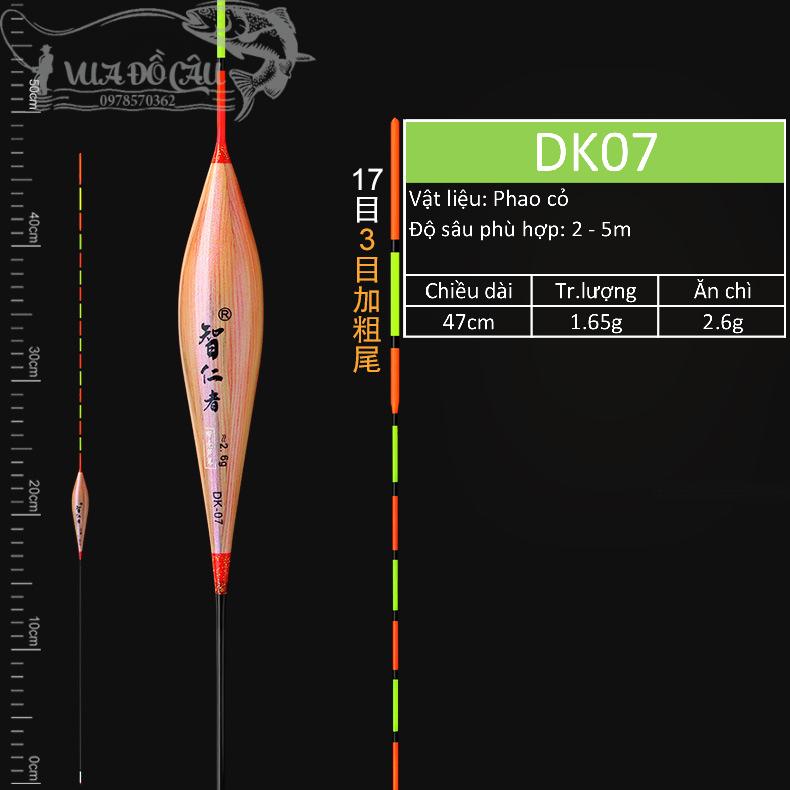 VUA ĐỒ CÂU
0978570362
50cm
40cm
30cm
20cm
10cm
0cm
®
智仁者
≈2.6g
DK-07
17目3目加粗尾
DK07
Vật liệu: Phao cỏ
Độ sâu phù hợp: 2 - 5m
Chiều dài Tr.lượng Ăn chì
47cm 1.65g 2.6g